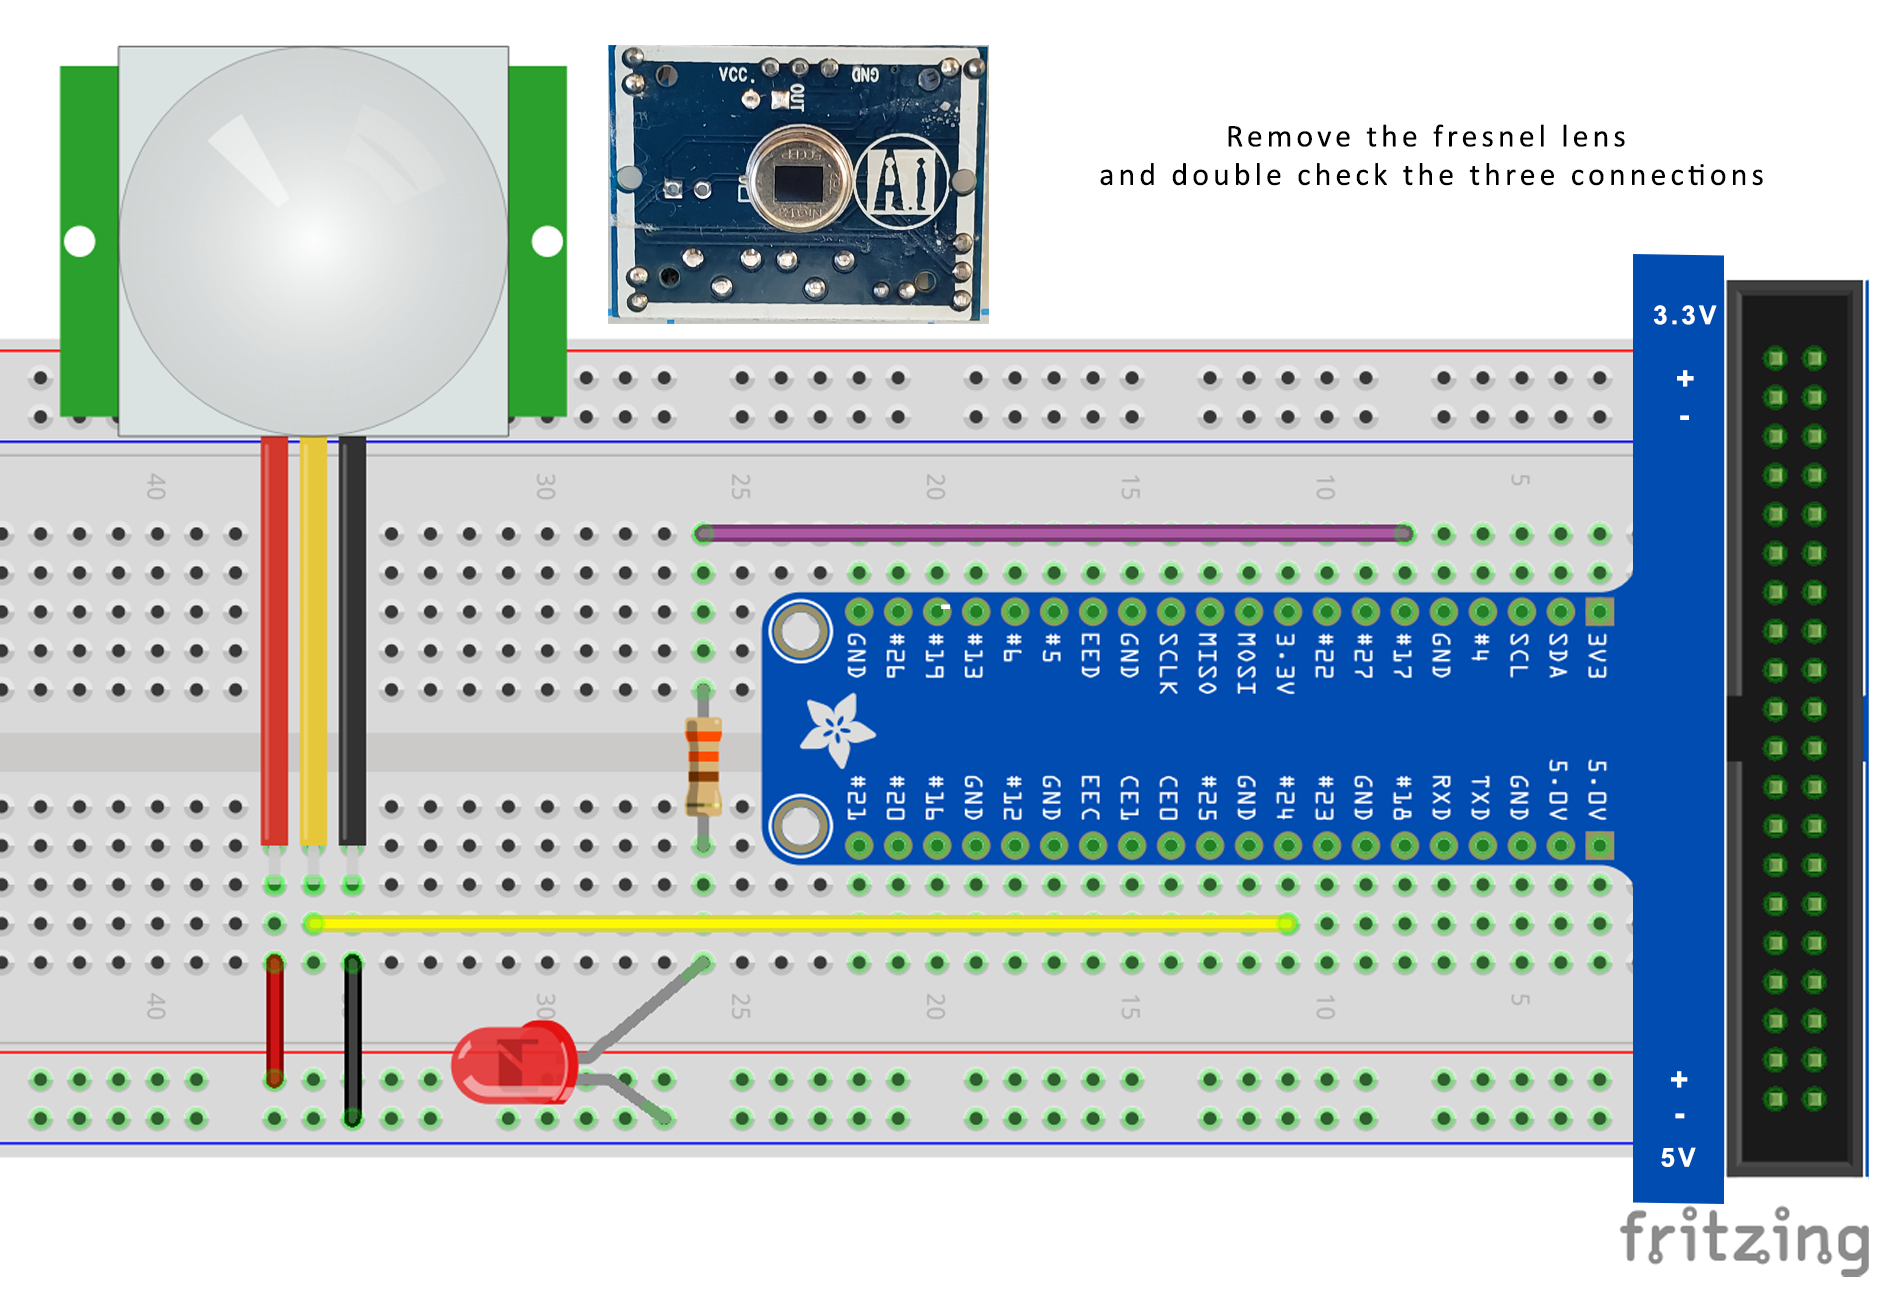 VCC. GND
OUT
Remove the fresnel lens
and double check the three connections
3.3V
+
-
40 30 25 20 15 10 5
GND #26 #19 #13 #6 #5 EED GND SCLK MISO MOSI 3.3V #22 #27 #17 GND #4 SCL SDA 3V3
#21 #20 #16 GND #12 GND EEC CE1 CE0 #25 GND #24 #23 GND #18 RXD TXD GND 5.0V 5.0V
40 30 25 20 15 10 5
+
-
5V
fritzing